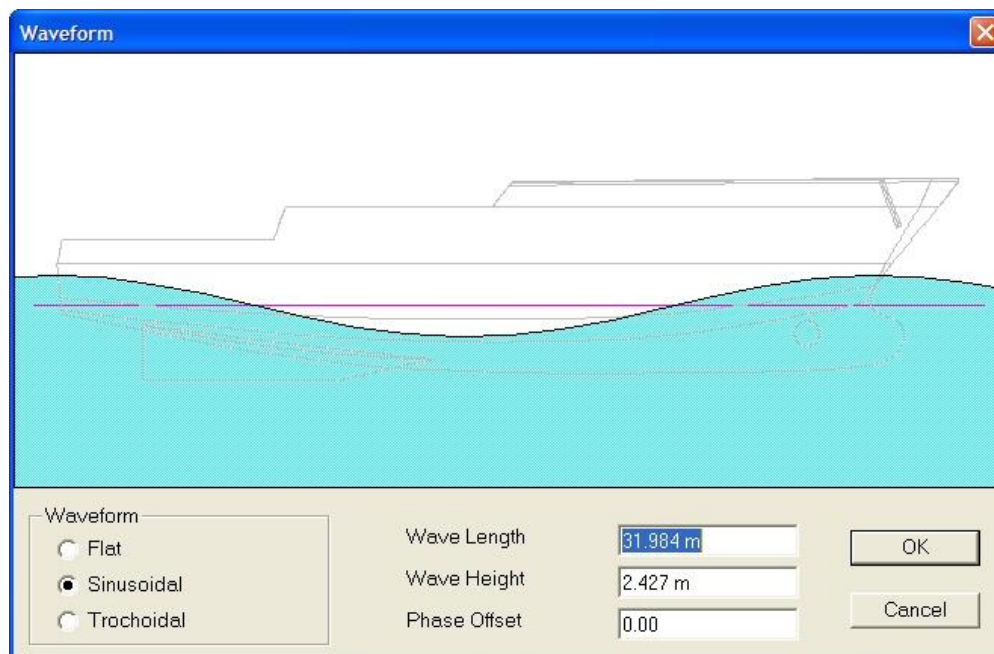 Waveform
Waveform
Flat
Sinusoidal
Trochoidal
Wave Length 31.984 m
Wave Height 2.427 m
Phase Offset 0.00
OK
Cancel